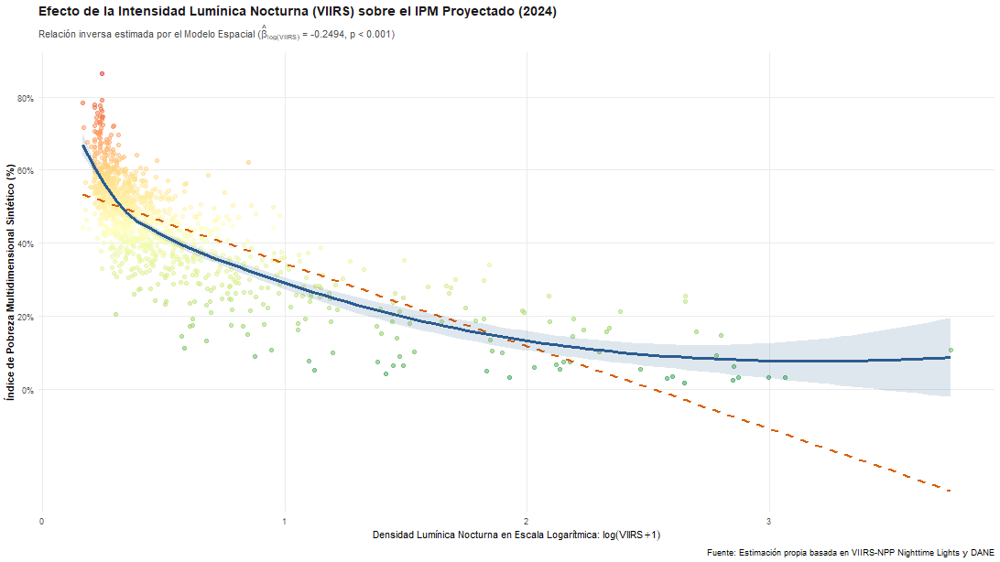 Efecto de la Intensidad Lumínica Nocturna (VIIRS) sobre el IPM Proyectado (2024)
Relación inversa estimada por el Modelo Espacial (β̂log(VIIRS) = -0.2494, p < 0.001)
Índice de Pobreza Multidimensional Sintético (%)
80%
60%
40%
20%
0%
0
1
2
3
Densidad Lumínica Nocturna en Escala Logarítmica: log(VIIRS+1)
Fuente: Estimación propia basada en VIIRS-NPP Nighttime Lights y DANE